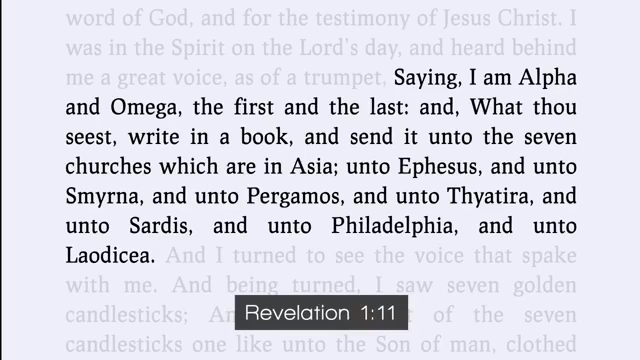 word of God, and for the testimony of Jesus Christ. I
was in the Spirit on the Lord's day, and heard behind
me a great voice, as of a trumpet, Saying, I am Alpha
and Omega, the first and the last: and, What thou
seest, write in a book, and send it unto the seven
churches which are in Asia; unto Ephesus, and unto
Smyrna, and unto Pergamos, and unto Thyatira, and
unto Sardis, and unto Philadelphia, and unto
Laodicea. And I turned to see the voice that spake
with me. And being turned, I saw seven golden
candlesticks; of the seven
Revelation 1:11
candlesticks one like unto the Son of man, clothed